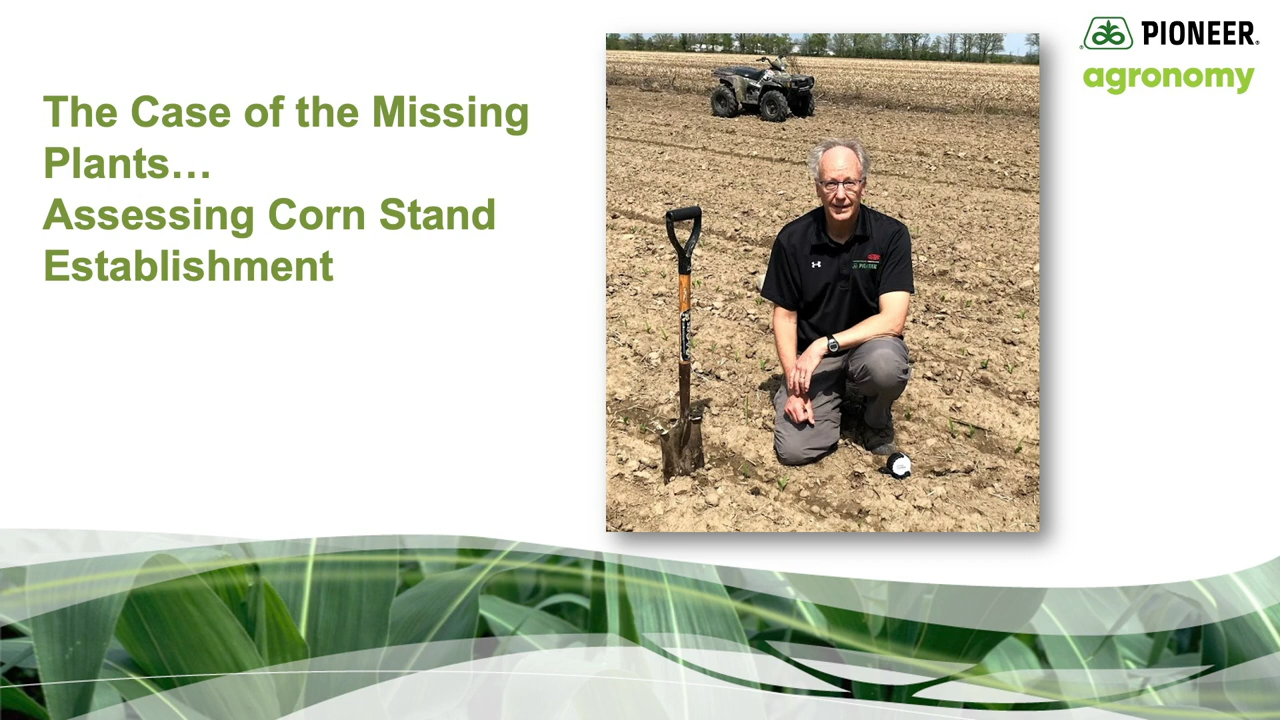 The Case of the Missing
Plants…
Assessing Corn Stand
Establishment
PIONEER
agronomy